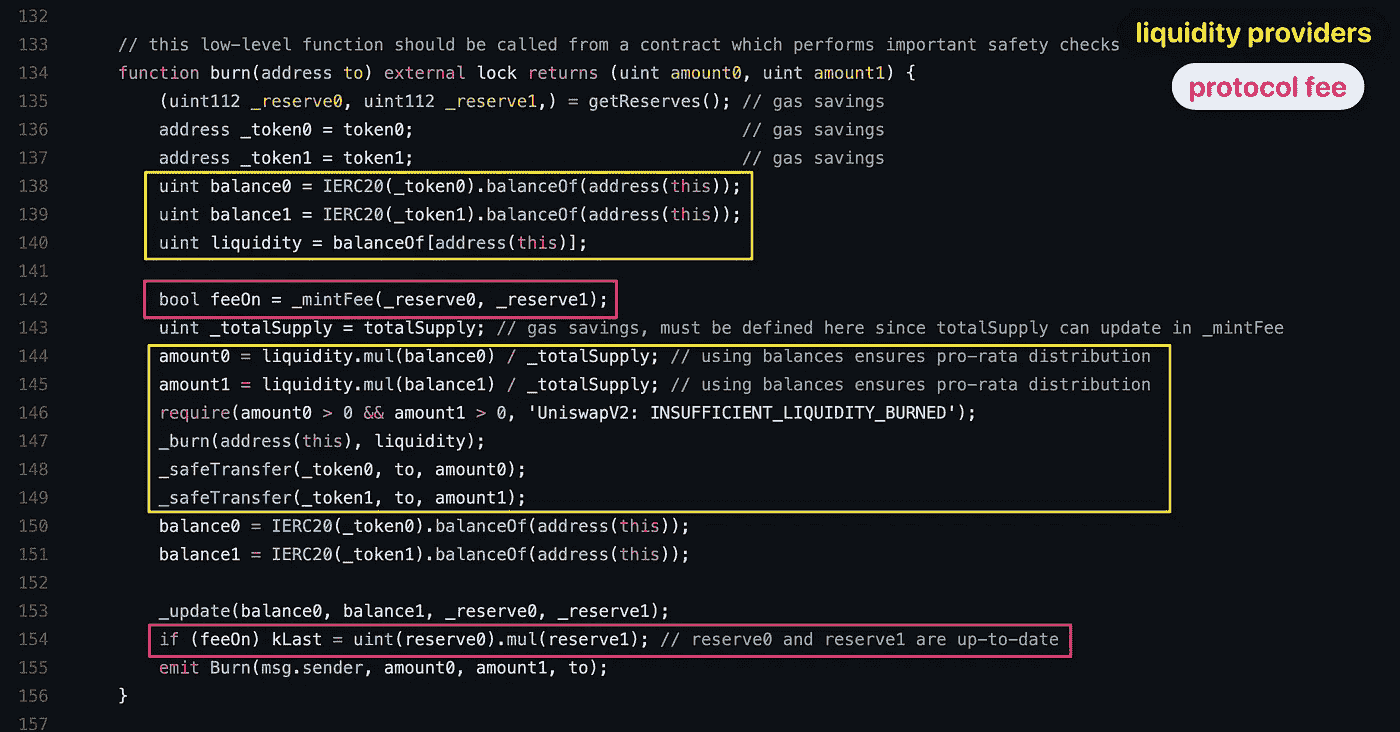 132
liquidity providers
133 // this low-level function should be called from a contract which performs important safety checks
protocol fee
134 function burn(address to) external lock returns (uint amount0, uint amount1) {
135 (uint112 _reserve0, uint112 _reserve1,) = getReserves(); // gas savings
136 address _token0 = token0; // gas savings
137 address _token1 = token1; // gas savings
138 uint balance0 = IERC20(_token0).balanceOf(address(this));
139 uint balance1 = IERC20(_token1).balanceOf(address(this));
140 uint liquidity = balanceOf[address(this)];
141
142 bool feeOn = _mintFee(_reserve0, _reserve1);
143 uint _totalSupply = totalSupply; // gas savings, must be defined here since totalSupply can update in _mintFee
144 amount0 = liquidity.mul(balance0) / _totalSupply; // using balances ensures pro-rata distribution
145 amount1 = liquidity.mul(balance1) / _totalSupply; // using balances ensures pro-rata distribution
146 require(amount0 > 0 && amount1 > 0, 'UniswapV2: INSUFFICIENT_LIQUIDITY_BURNED');
147 _burn(address(this), liquidity);
148 _safeTransfer(_token0, to, amount0);
149 _safeTransfer(_token1, to, amount1);
150 balance0 = IERC20(_token0).balanceOf(address(this));
151 balance1 = IERC20(_token1).balanceOf(address(this));
152
153 _update(balance0, balance1, _reserve0, _reserve1);
154 if (feeOn) kLast = uint(reserve0).mul(reserve1); // reserve0 and reserve1 are up-to-date
155 emit Burn(msg.sender, amount0, amount1, to);
156 }
157